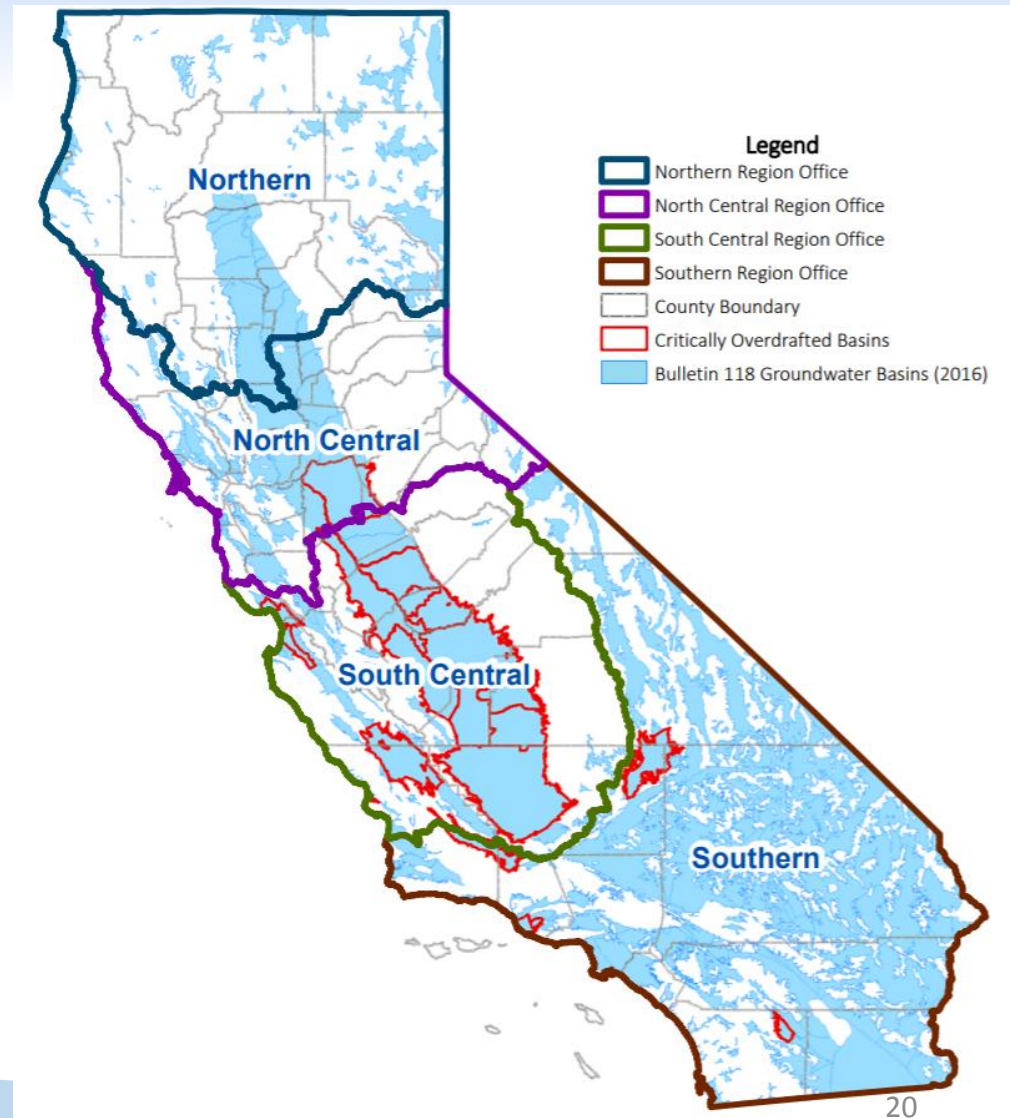 Legend
Northern Region Office
North Central Region Office
South Central Region Office
Southern Region Office
County Boundary
Critically Overdrafted Basins
Bulletin 118 Groundwater Basins (2016)
Northern
North Central
South Central
Southern
20